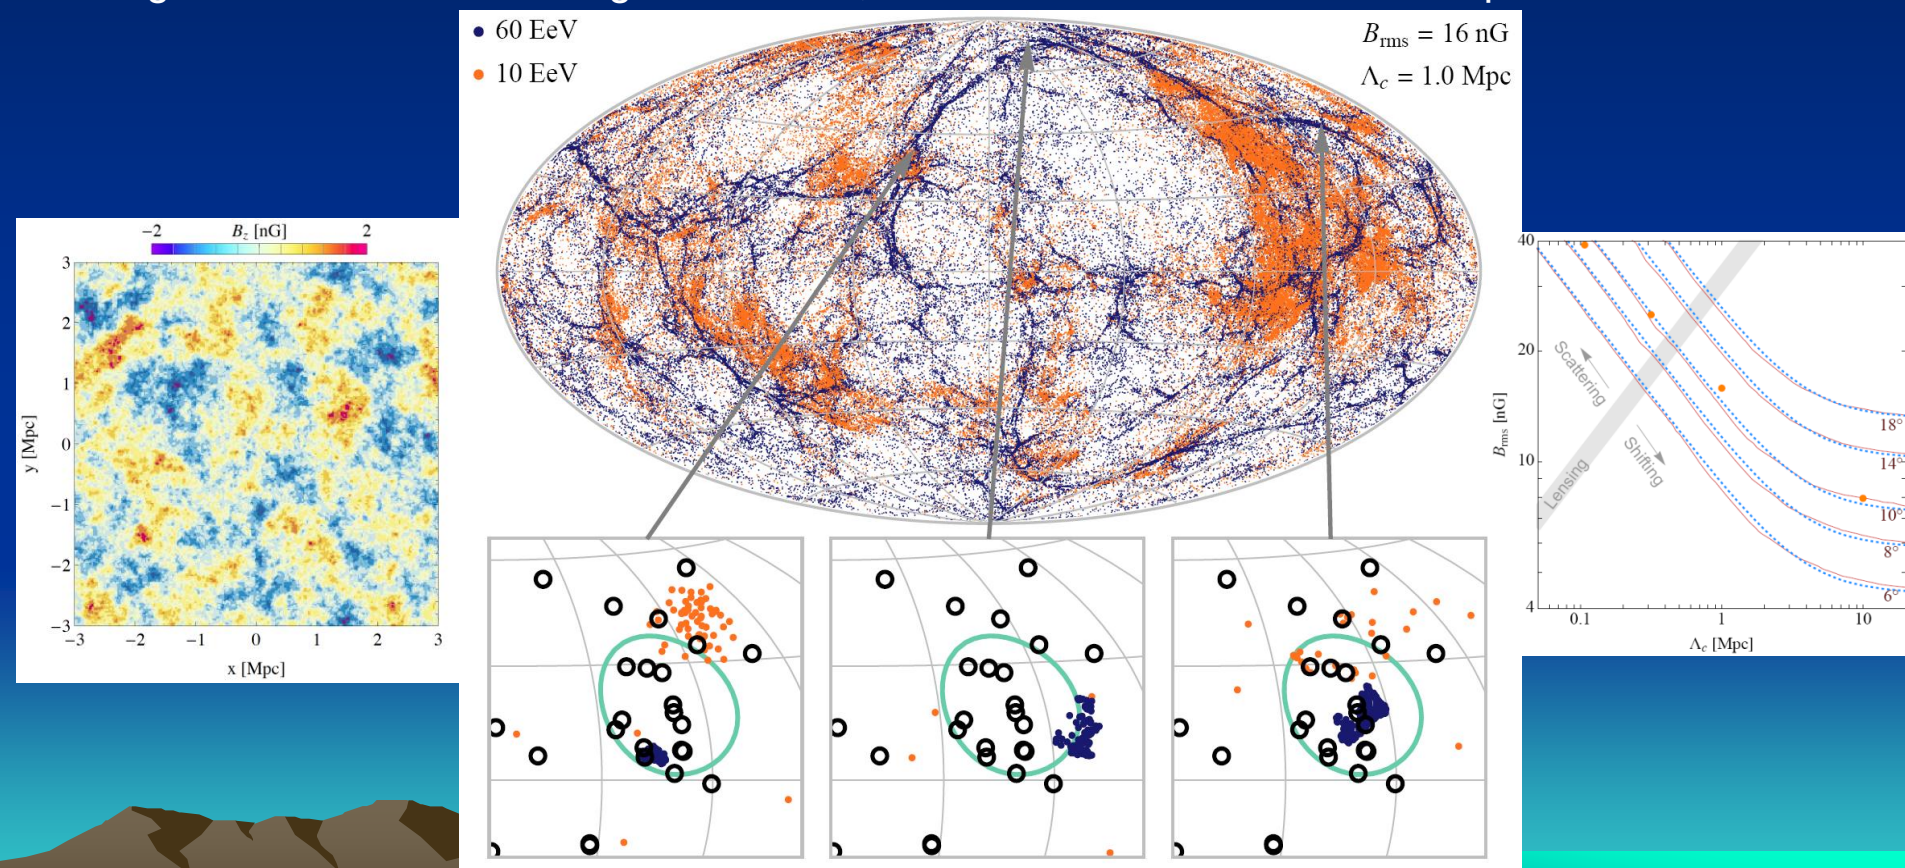 60 EeV
10 EeV
B_rms = 16 nG
Λ_c = 1.0 Mpc
−2 B_z [nG] 2
3
2
1
0
−1
−2
−3
y [Mpc]
−3 −2 −1 0 1 2 3
x [Mpc]
40
20
10
4
B_rms [nG]
Scattering
Shifting
Lensing
18°
14°
10°
8°
6°
0.1 1 10
Λ_c [Mpc]